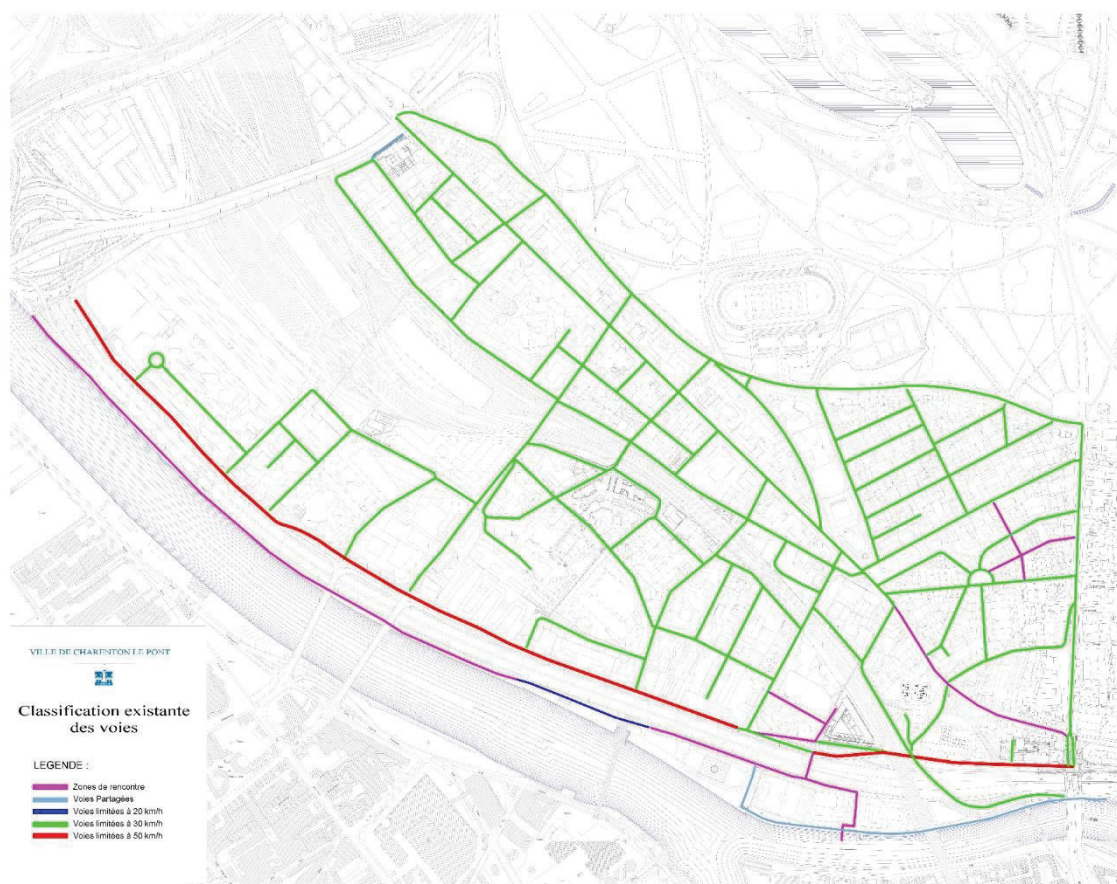 VILLE DE CHARENTON LE PONT
Classification existante
des voies
LEGENDE :
Zones de rencontre
Voies Partagées
Voies limitées à 20 km/h
Voies limitées à 30 km/h
Voies limitées à 50 km/h